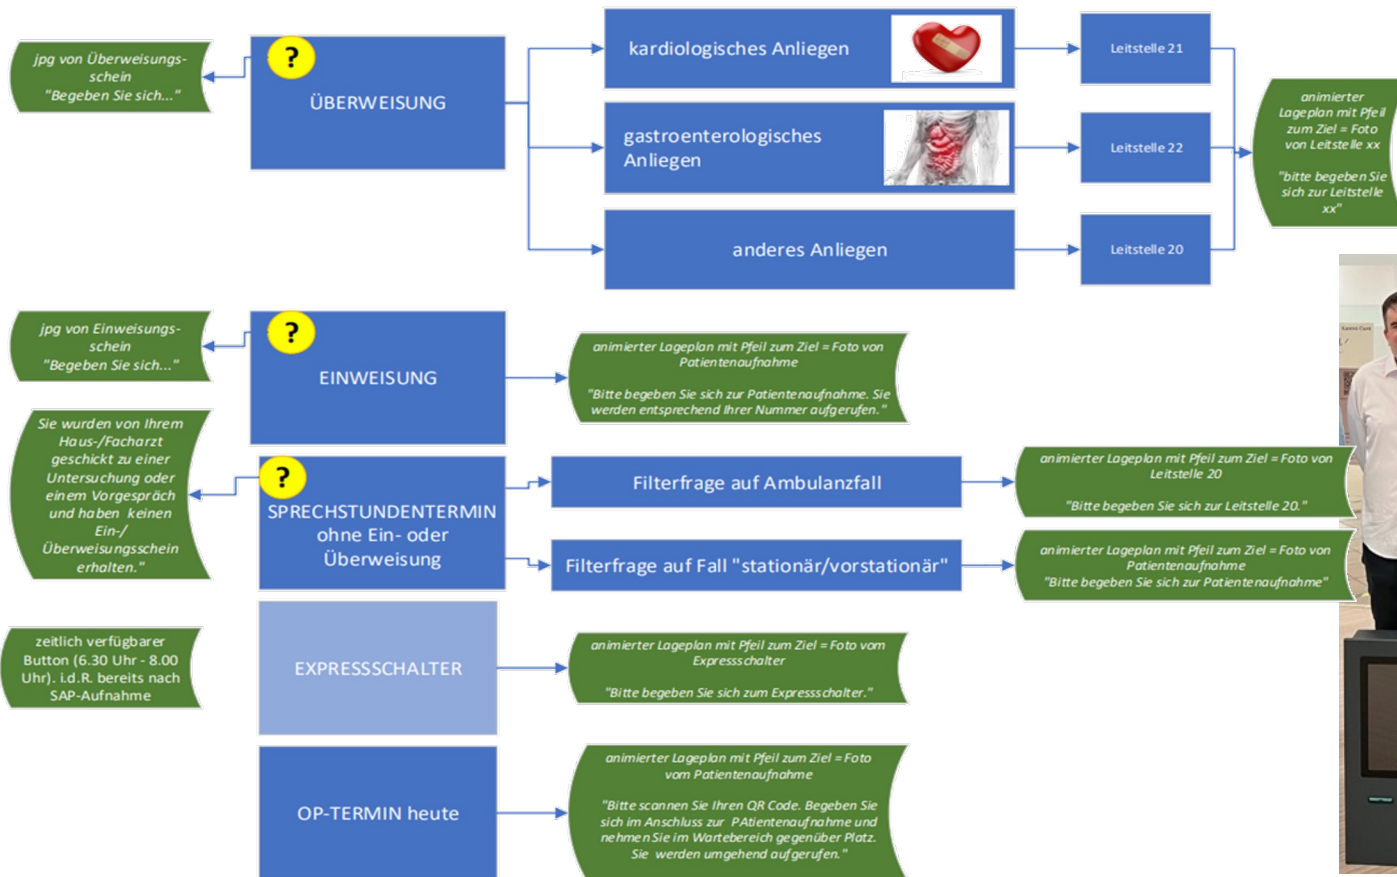 jpg von Überweisungs-
schein
"Begeben Sie sich..."
?
ÜBERWEISUNG
kardiologisches Anliegen
Leitstelle 21
gastroenterologisches
Anliegen
Leitstelle 22
anderes Anliegen
Leitstelle 20
animierter
Lageplan mit Pfeil
zum Ziel = Foto
von Leitstelle xx
"bitte begeben Sie
sich zur Leitstelle
xx"
jpg von Einweisungs-
schein
"Begeben Sie sich..."
?
EINWEISUNG
animierter Lageplan mit Pfeil zum Ziel = Foto von
Patientenaufnahme
"Bitte begeben Sie sich zur Patientenaufnahme. Sie
werden entsprechend Ihrer Nummer aufgerufen."
Sie wurden von Ihrem
Haus-/Facharzt
geschickt zu einer
Untersuchung oder
einem Vorgespräch
und haben keinen
Ein-/
Überweisungsschein
erhalten."
?
SPRECHSTUNDENTERMIN
ohne Ein- oder
Überweisung
Filterfrage auf Ambulanzfall
animierter Lageplan mit Pfeil zum Ziel = Foto von
Leitstelle 20
"Bitte begeben Sie sich zur Leitstelle 20."
Filterfrage auf Fall "stationär/vorstationär"
animierter Lageplan mit Pfeil zum Ziel = Foto von
Patientenaufnahme
"Bitte begeben Sie sich zur Patientenaufnahme"
zeitlich verfügbarer
Button (6.30 Uhr - 8.00
Uhr). i.d.R. bereits nach
SAP-Aufnahme
EXPRESSSCHALTER
animierter Lageplan mit Pfeil zum Ziel = Foto vom
Expressschalter
"Bitte begeben Sie sich zum Expressschalter."
OP-TERMIN heute
animierter Lageplan mit Pfeil zum Ziel = Foto
vom Patientenaufnahme
"Bitte scannen Sie Ihren QR Code. Begeben Sie
sich im Anschluss zur PAtientenaufnahme und
nehmen Sie im Wartebereich gegenüber Platz.
Sie werden umgehend aufgerufen."